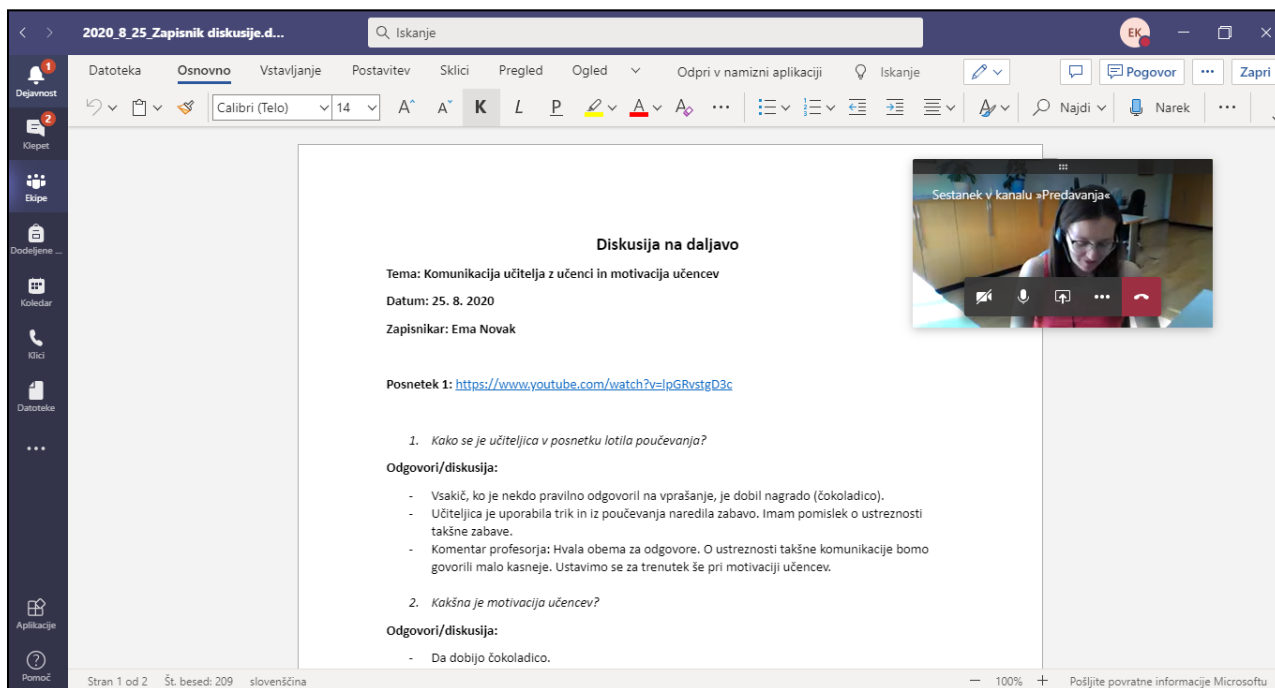 2020_8_25_Zapisnik diskusije.d...
Iskanje
EK
1
Dejavnost
2
Klepet
Ekipe
Dodeljene ...
Koledar
Klici
Datoteke
Aplikacije
Pomoč
Datoteka Osnovno Vstavljanje Postavitev Sklici Pregled Ogled Odpri v namizni aplikaciji Iskanje Pogovor Zapri
Calibri (Telo) 14 A A K L P A A Najdi Narek
Sestanek v kanalu »Predavanja«
Diskusija na daljavo
Tema: Komunikacija učitelja z učenci in motivacija učencev
Datum: 25. 8. 2020
Zapisnikar: Ema Novak
Posnetek 1: https://www.youtube.com/watch?v=lpGRvstgD3c
1. Kako se je učiteljica v posnetku lotila poučevanja?
Odgovori/diskusija:
- Vsakič, ko je nekdo pravilno odgovoril na vprašanje, je dobil nagrado (čokoladico).
- Učiteljica je uporabila trik in iz poučevanja naredila zabavo. Imam pomislek o ustreznosti
takšne zabave.
- Komentar profesorja: Hvala obema za odgovore. O ustreznosti takšne komunikacije bomo
govorili malo kasneje. Ustavimo se za trenutek še pri motivaciji učencev.
2. Kakšna je motivacija učencev?
Odgovori/diskusija:
- Da dobijo čokoladico.
Stran 1 od 2 Št. besed: 209 slovenščina — 100% + Pošljite povratne informacije Microsoftu